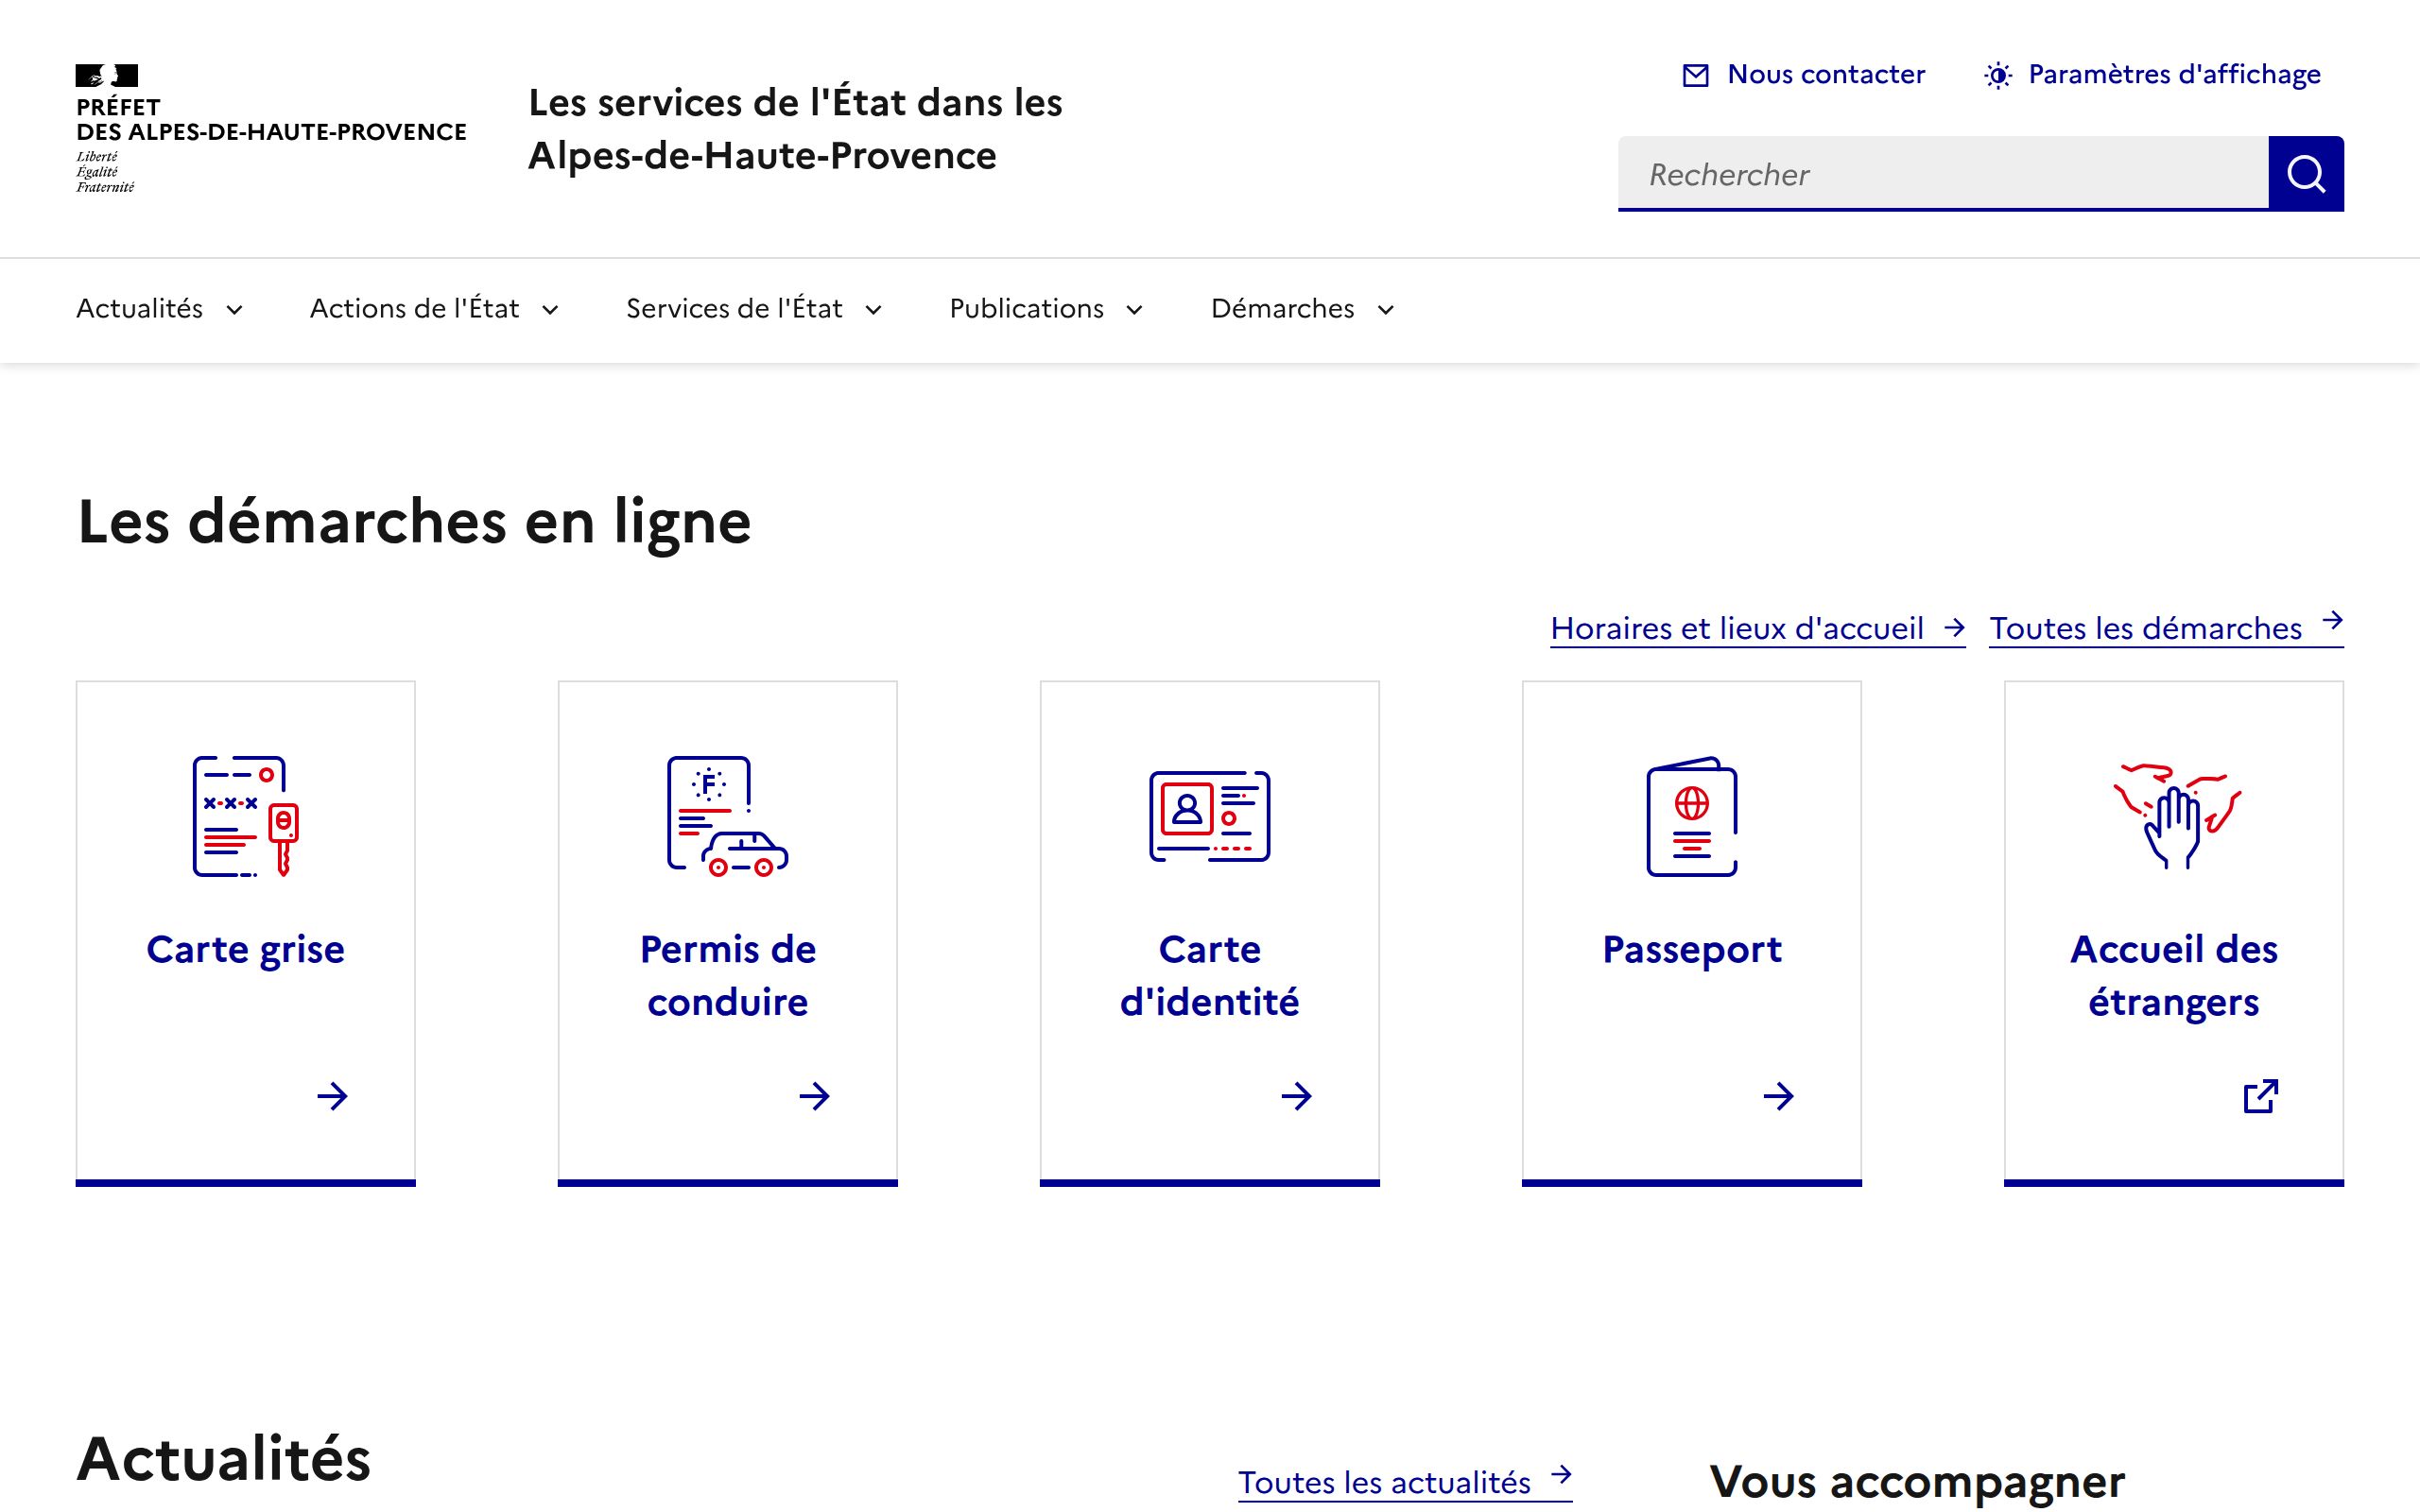 PRÉFET
DES ALPES-DE-HAUTE-PROVENCE
Liberté
Égalité
Fraternité
Les services de l'État dans les
Alpes-de-Haute-Provence
Nous contacter
Paramètres d'affichage
Rechercher
Actualités
Actions de l'État
Services de l'État
Publications
Démarches
Les démarches en ligne
Horaires et lieux d'accueil
Toutes les démarches
Carte grise
Permis de
conduire
Carte
d'identité
Passeport
Accueil des
étrangers
Actualités
Toutes les actualités
Vous accompagner